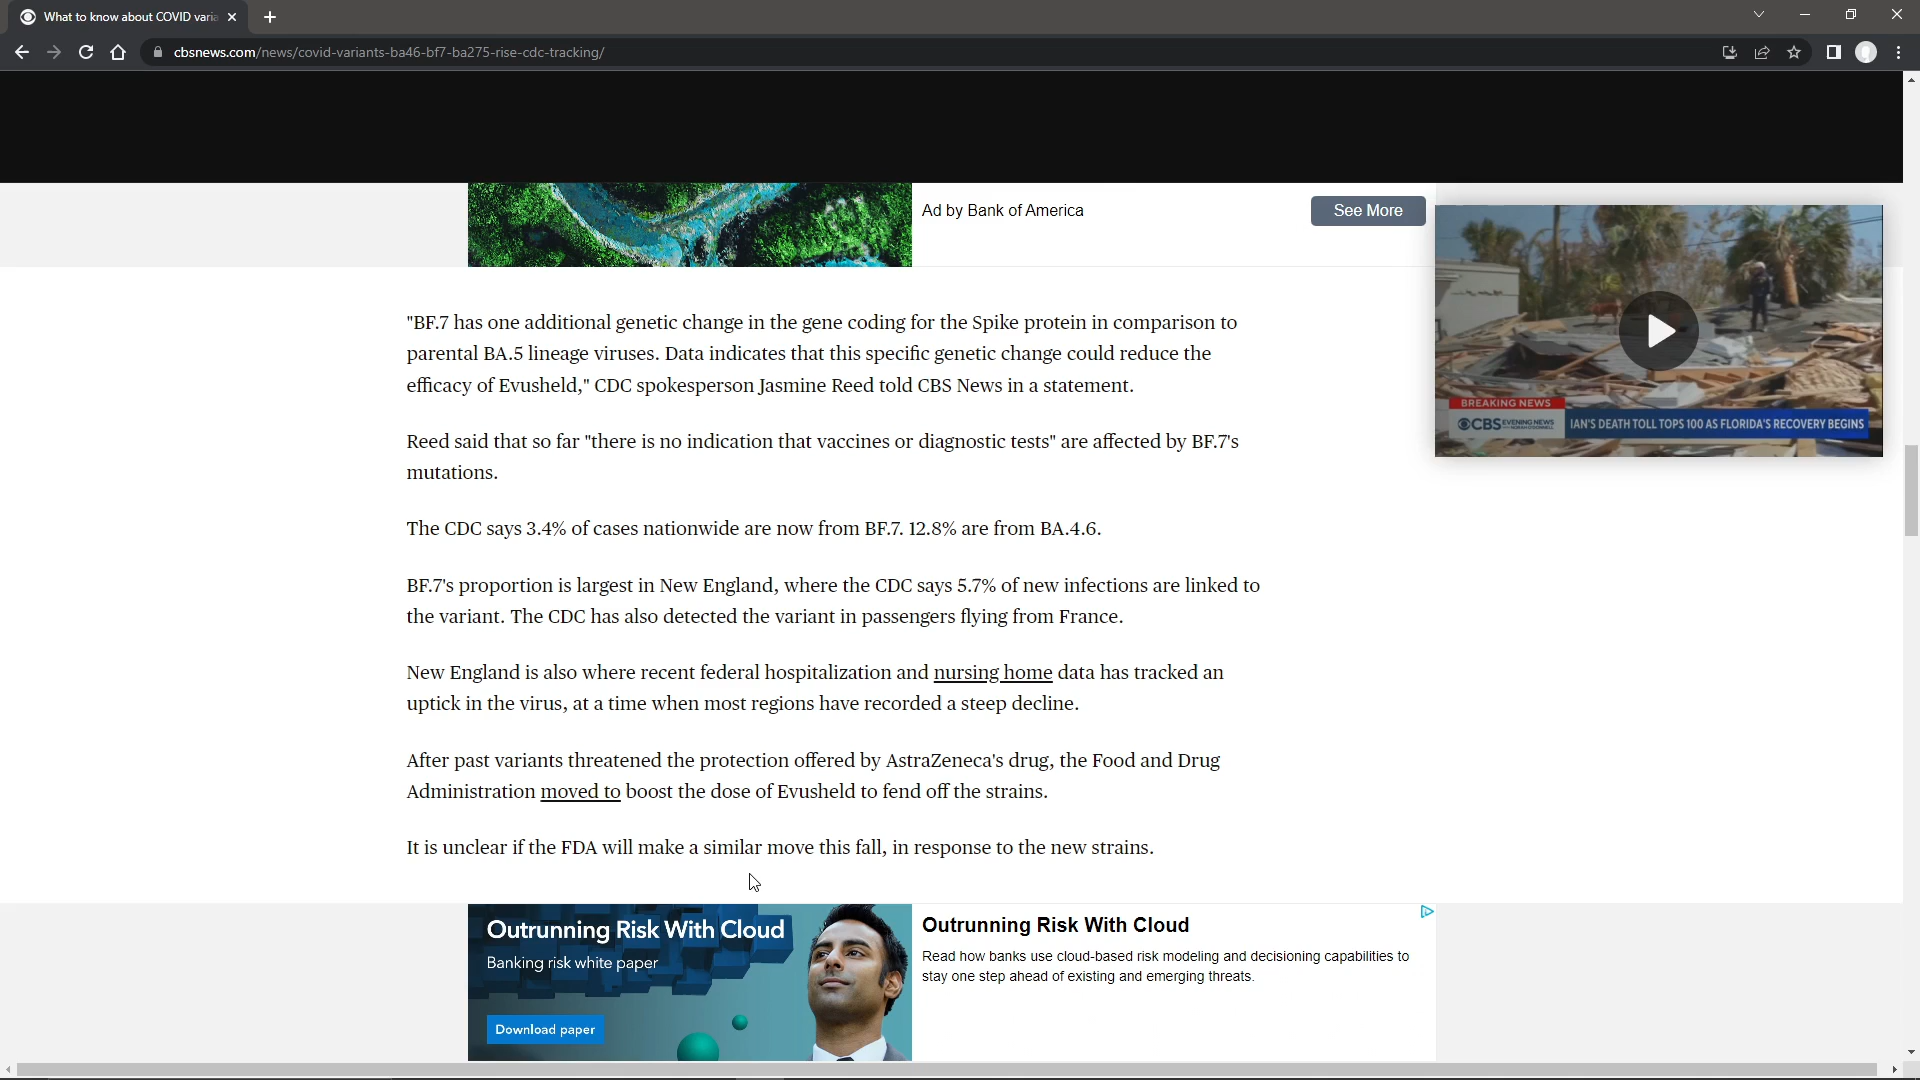 What to know about COVID varia
cbsnews.com/news/covid-variants-ba46-bf7-ba275-rise-cdc-tracking/
Ad by Bank of America
See More
BREAKING NEWS
CBS EVENING NEWS
IAN'S DEATH TOLL TOPS 100 AS FLORIDA'S RECOVERY BEGINS
"BF.7 has one additional genetic change in the gene coding for the Spike protein in comparison to
parental BA.5 lineage viruses. Data indicates that this specific genetic change could reduce the
efficacy of Evusheld," CDC spokesperson Jasmine Reed told CBS News in a statement.
Reed said that so far "there is no indication that vaccines or diagnostic tests" are affected by BF.7's
mutations.
The CDC says 3.4% of cases nationwide are now from BF.7. 12.8% are from BA.4.6.
BF.7's proportion is largest in New England, where the CDC says 5.7% of new infections are linked to
the variant. The CDC has also detected the variant in passengers flying from France.
New England is also where recent federal hospitalization and nursing home data has tracked an
uptick in the virus, at a time when most regions have recorded a steep decline.
After past variants threatened the protection offered by AstraZeneca's drug, the Food and Drug
Administration moved to boost the dose of Evusheld to fend off the strains.
It is unclear if the FDA will make a similar move this fall, in response to the new strains.
Outrunning Risk With Cloud
Banking risk white paper
Download paper
Outrunning Risk With Cloud
Read how banks use cloud-based risk modeling and decisioning capabilities to
stay one step ahead of existing and emerging threats.